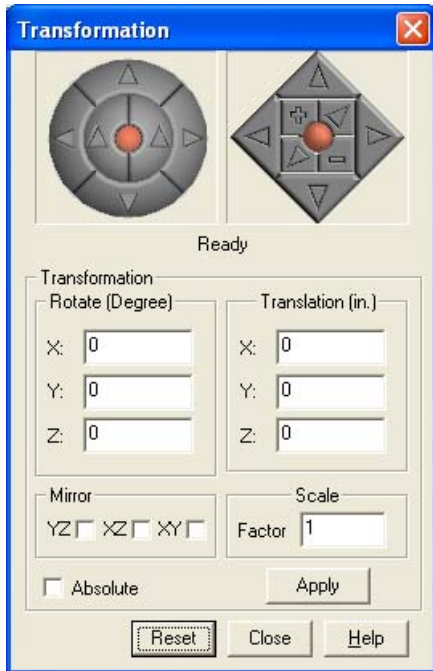 Transformation
Ready
Transformation
Rotate (Degree) Translation (in.)
X: 0 X: 0
Y: 0 Y: 0
Z: 0 Z: 0
Mirror Scale
YZ XZ XY Factor 1
Absolute Apply
Reset Close Help